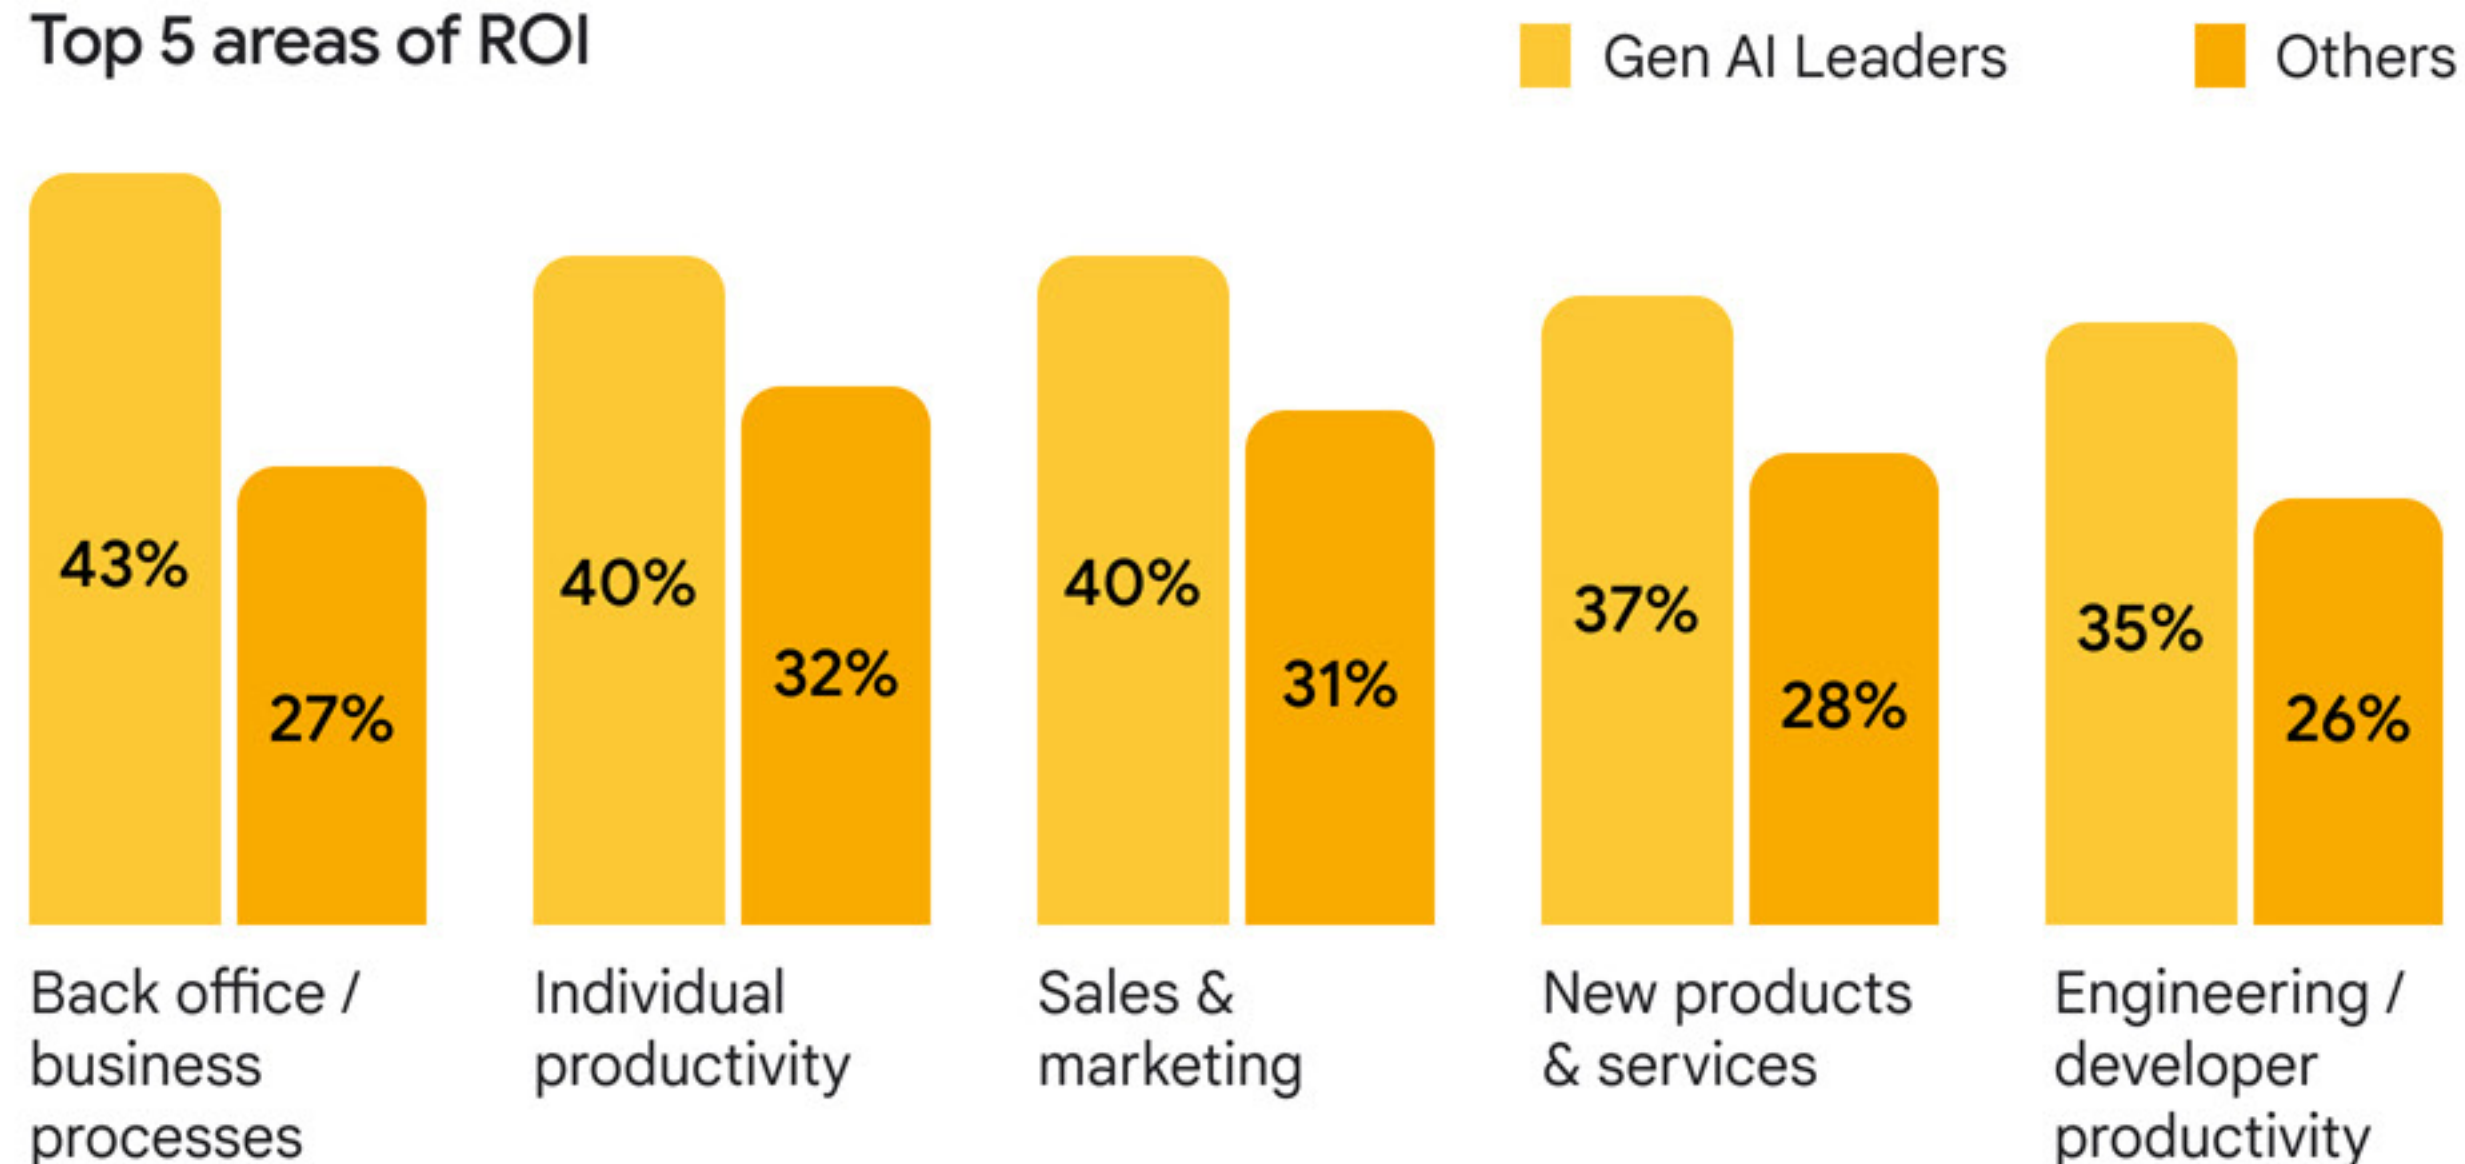 Top 5 areas of ROI
Gen AI Leaders
Others
43%
27%
40%
32%
40%
31%
37%
28%
35%
26%
Back office /
business
processes
Individual
productivity
Sales &
marketing
New products
& services
Engineering /
developer
productivity